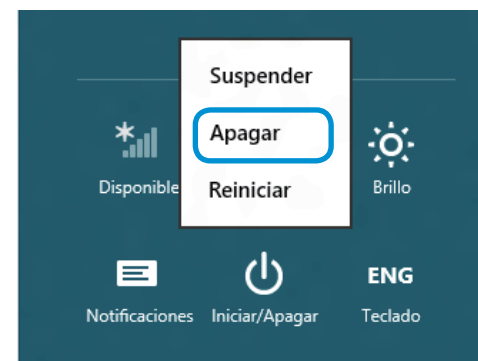 Suspender
Apagar
Reiniciar
Disponible
Brillo
ENG
Notificaciones
Iniciar/Apagar
Teclado